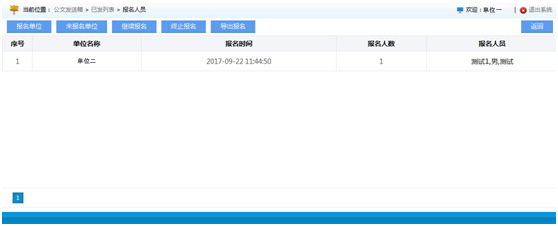 当前位置： 公文发送箱 » 已发列表 » 报名人员 欢迎：单位一 | 退出系统
报名单位 未报名单位 继续报名 终止报名 导出报名 返回
序号 单位名称 报名时间 报名人数 报名人员
1 单位二 2017-09-22 11:44:50 1 测试1,男,测试
1